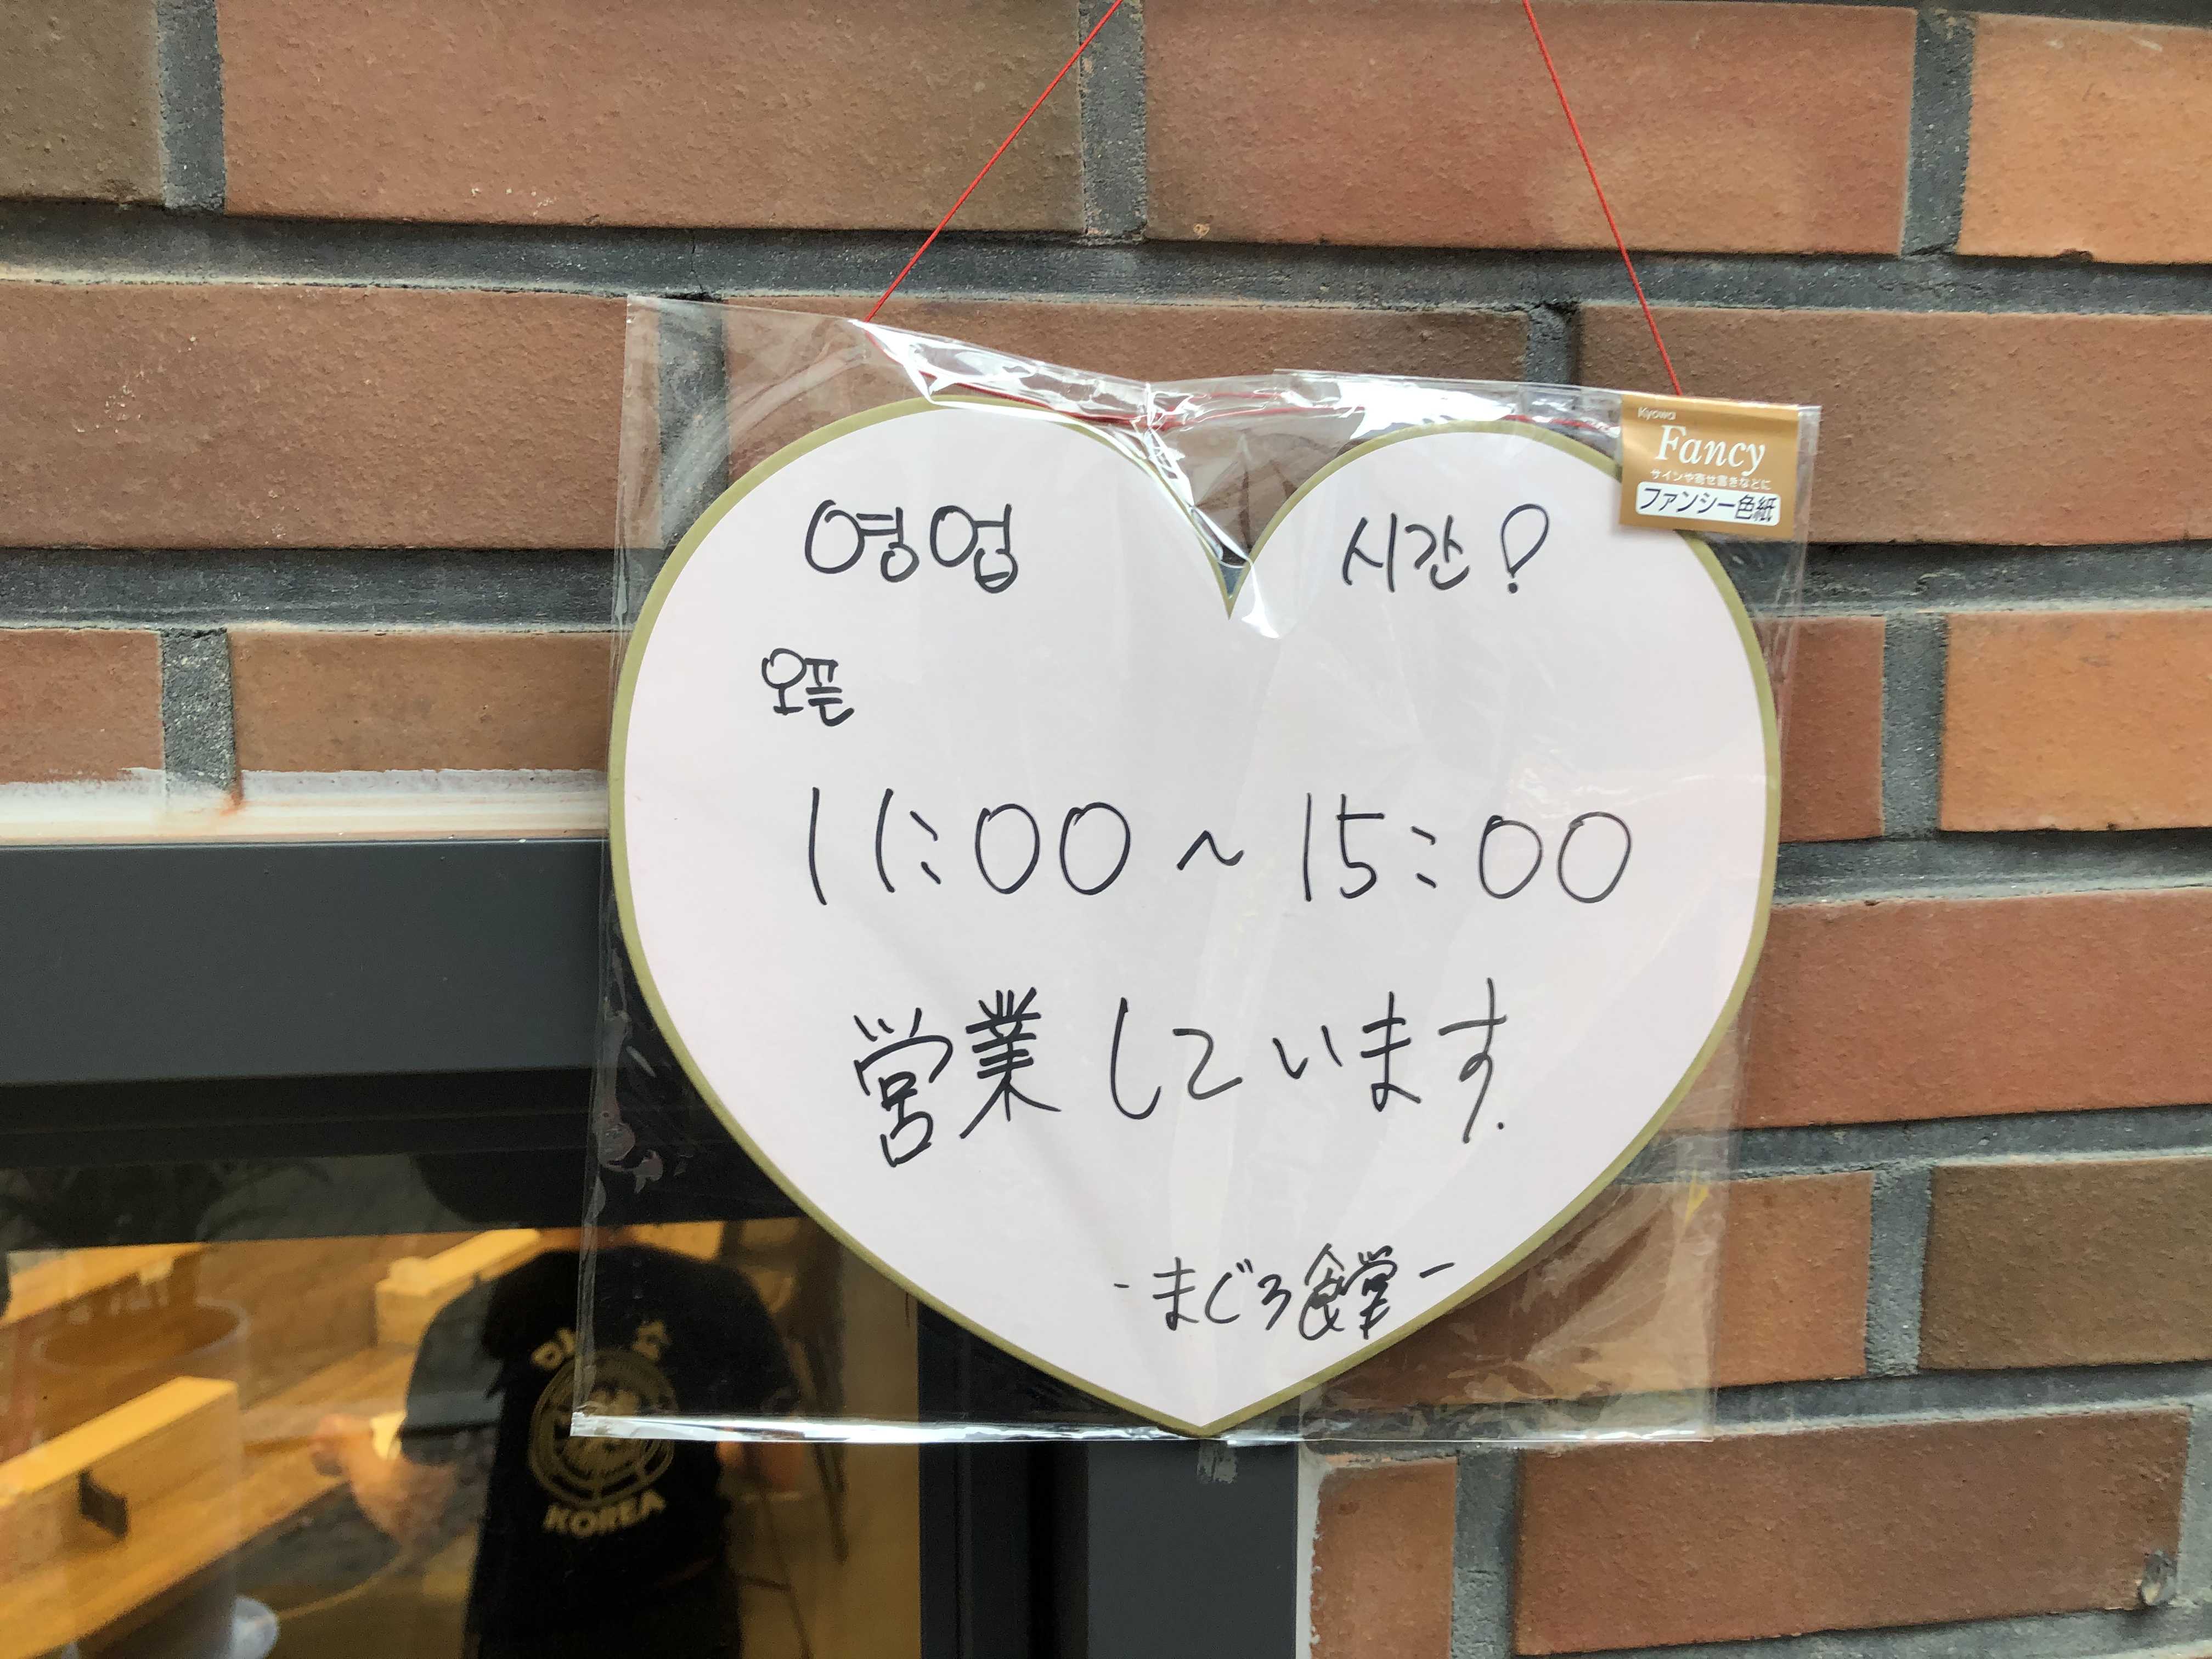 Kyowa
Fancy
サインや寄せ書きなどに
ファンシー色紙
영업 시간!
오픈
11:00~15:00
営業しています.
-まぐろ食堂-
KOREA